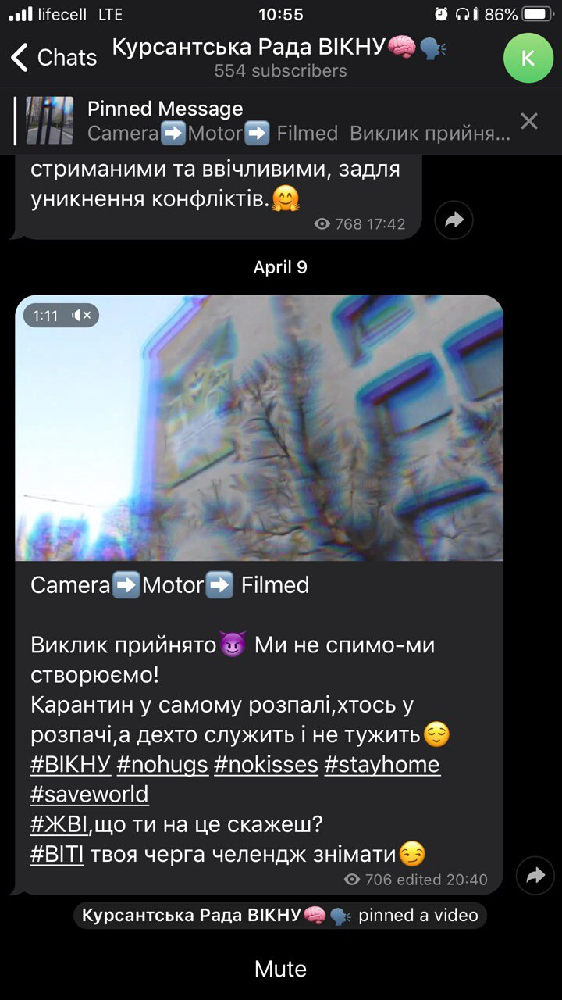 lifecell LTE 10:55 86%
Chats Курсантська Рада ВІКНУ🧠🗣
554 subscribers
К
Pinned Message
Camera➡️Motor➡️ Filmed Виклик прийня...
стриманими та ввічливими, задля
уникнення конфліктів.🤗
768 17:42
April 9
1:11
Camera➡️Motor➡️ Filmed
Виклик прийнято😈 Ми не спимо-ми
створюємо!
Карантин у самому розпалі,хтось у
розпачі,а дехто служить і не тужить😌
#ВІКНУ #nohugs #nokisses #stayhome
#saveworld
#ЖВІ,що ти на це скажеш?
#ВІТІ твоя черга челендж знімати😏
706 edited 20:40
Курсантська Рада ВІКНУ🧠🗣 pinned a video
Mute